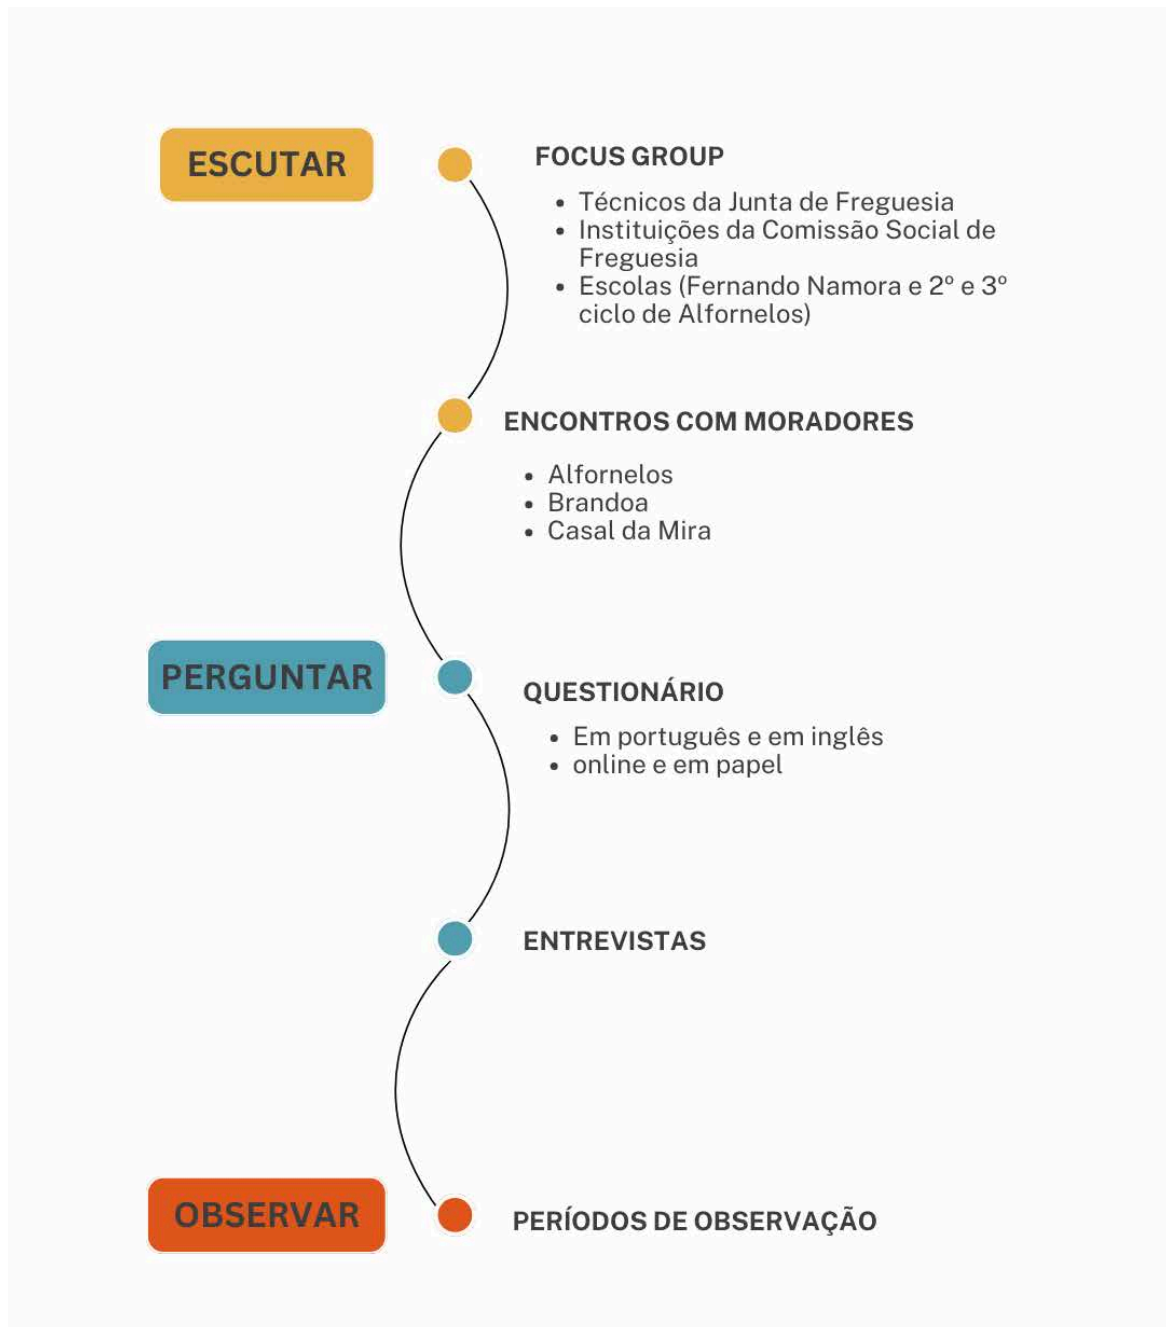 ESCUTAR
FOCUS GROUP
• Técnicos da Junta de Freguesia
• Instituições da Comissão Social de
Freguesia
• Escolas (Fernando Namora e 2º e 3º
ciclo de Alfornelos)
ENCONTROS COM MORADORES
• Alfornelos
• Brandoa
• Casal da Mira
PERGUNTAR
QUESTIONÁRIO
• Em português e em inglês
• online e em papel
ENTREVISTAS
OBSERVAR
PERÍODOS DE OBSERVAÇÃO